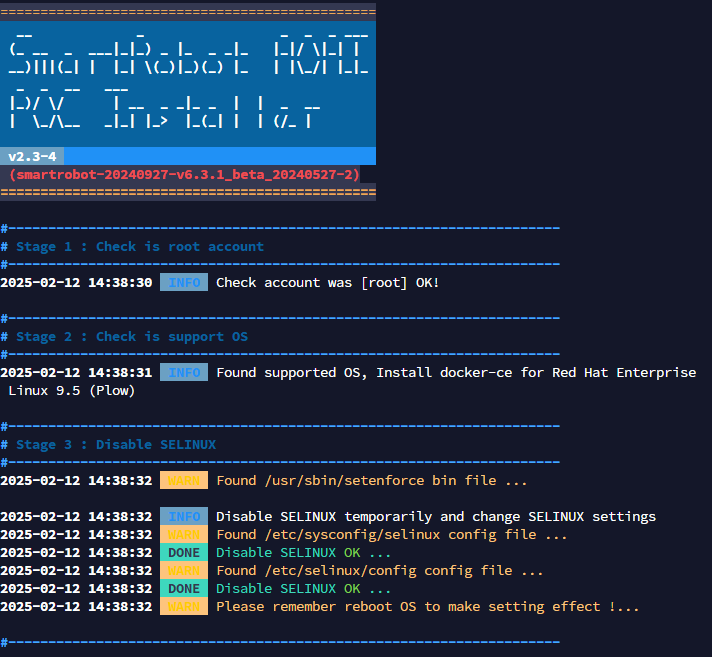 SmartRobot PoC Installer
v2.3-4
(smartrobot-20240927-v6.3.1_beta_20240527-2)
# Stage 1 : Check is root account
2025-02-12 14:38:30 INFO Check account was [root] OK!
# Stage 2 : Check is support OS
2025-02-12 14:38:31 INFO Found supported OS, Install docker-ce for Red Hat Enterprise
Linux 9.5 (Plow)
# Stage 3 : Disable SELINUX
2025-02-12 14:38:32 WARN Found /usr/sbin/setenforce bin file ...
2025-02-12 14:38:32 INFO Disable SELINUX temporarily and change SELINUX settings
2025-02-12 14:38:32 WARN Found /etc/sysconfig/selinux config file ...
2025-02-12 14:38:32 DONE Disable SELINUX OK ...
2025-02-12 14:38:32 WARN Found /etc/selinux/config config file ...
2025-02-12 14:38:32 DONE Disable SELINUX OK ...
2025-02-12 14:38:32 WARN Please remember reboot OS to make setting effect !...